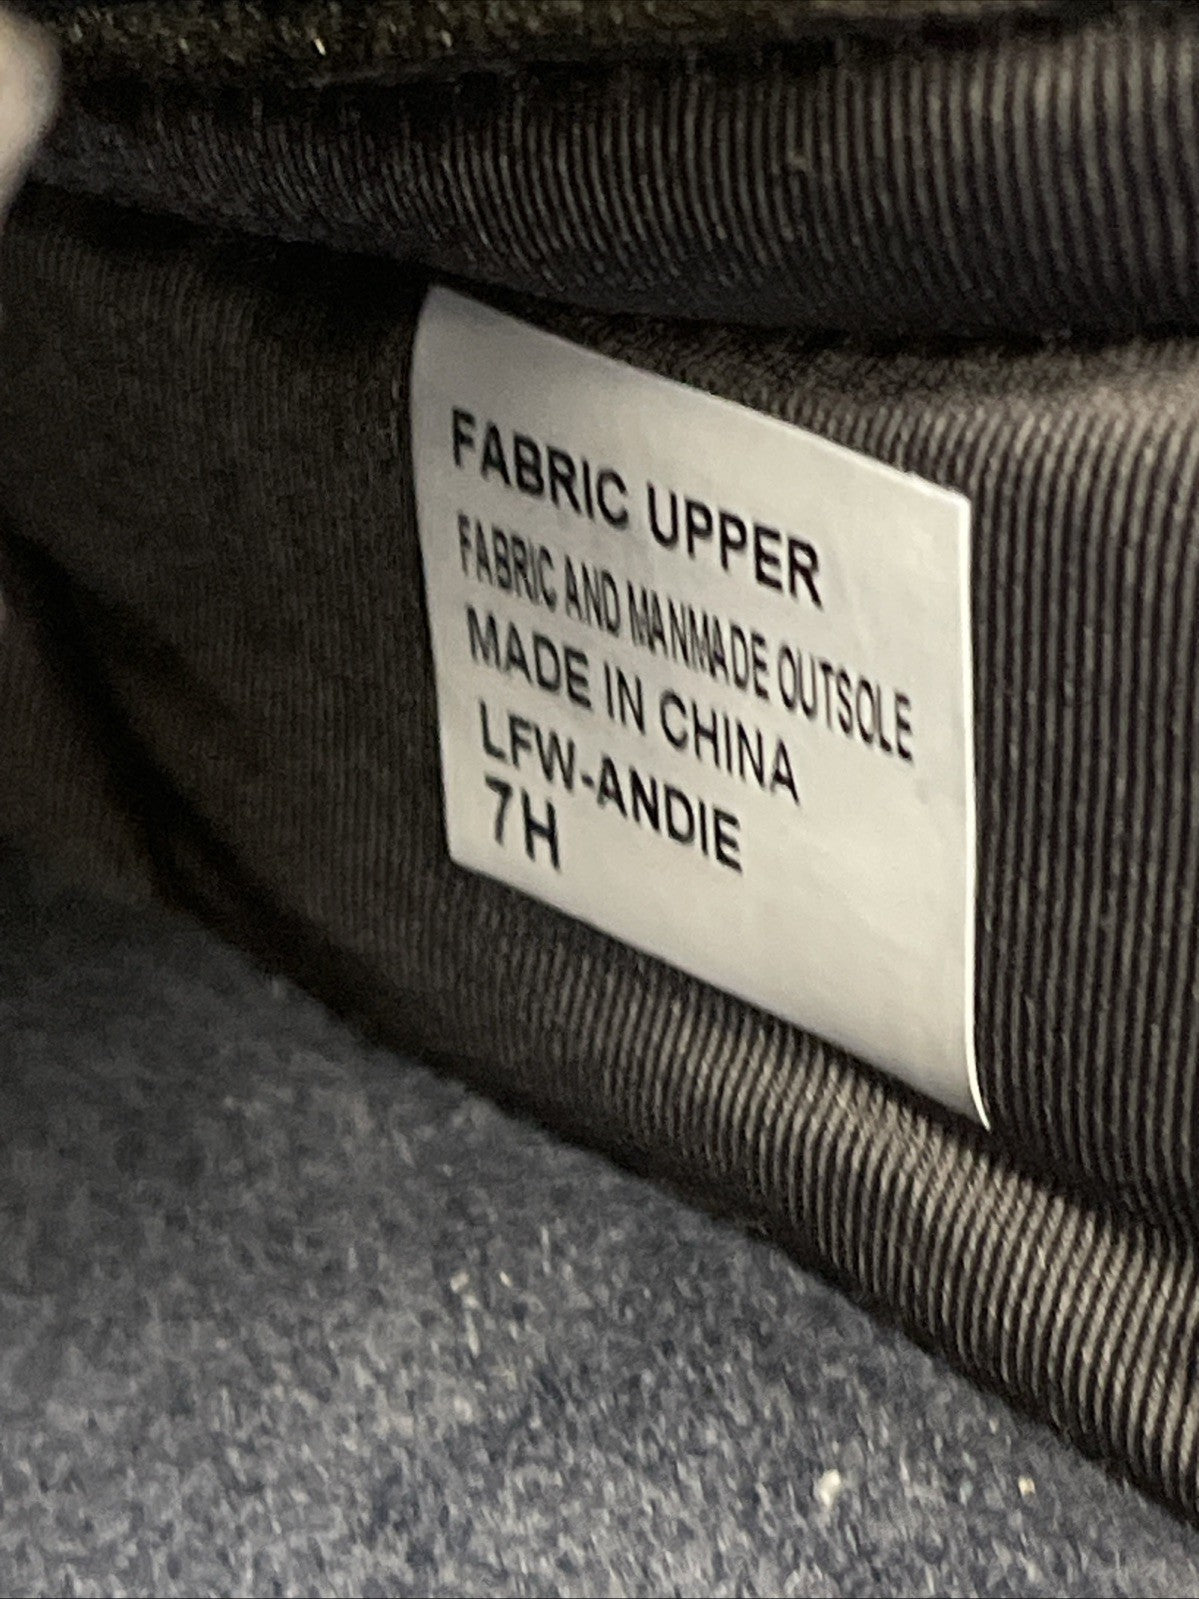 FABRIC UPPER
FABRIC AND MANMADE OUTSOLE
MADE IN CHINA
LFW-ANDIE
7H